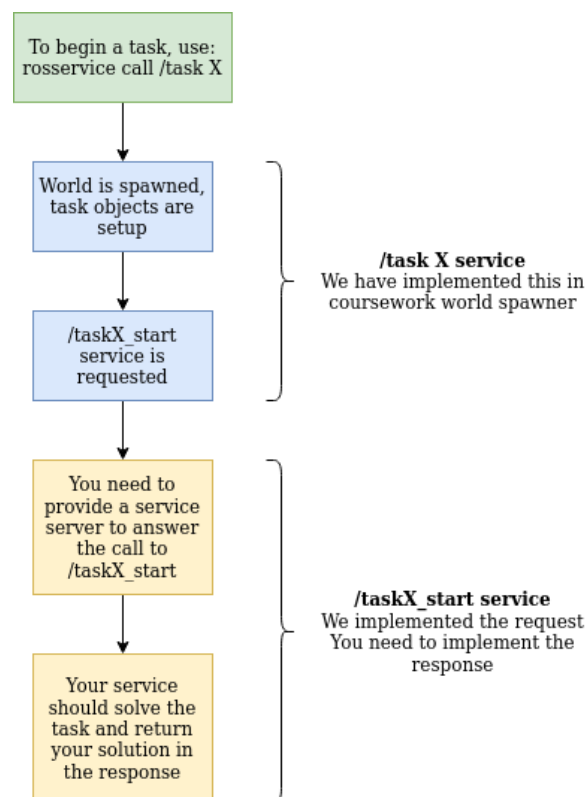 To begin a task, use:
rosservice call /task X
World is spawned,
task objects are
setup
/task X service
We have implemented this in
coursework world spawner
/taskX_start
service is
requested
You need to
provide a service
server to answer
the call to
/taskX_start
/taskX_start service
We implemented the request
You need to implement the
response
Your service
should solve the
task and return
your solution in
the response